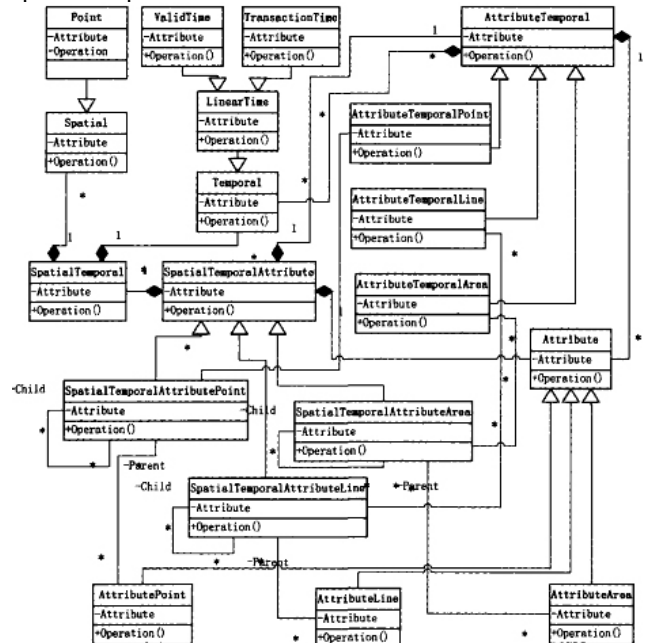 Point
-Attribute
-Operation
ValidTime
-Attribute
+Operation()
TransactionTime
-Attribute
+Operation()
AttributeTemporal
-Attribute
+Operation()
1
*
1
LinearTime
-Attribute
+Operation()
Spatial
-Attribute
+Operation()
AttributeTemporalPoint
-Attribute
+Operation()
*
Temporal
-Attribute
+Operation()
*
*
AttributeTemporalLine
-Attribute
+Operation()
*
1
1
*
SpatialTemporal
-Attribute
+Operation()
*
SpatialTemporalAttribute
-Attribute
+Operation()
AttributeTemporalArea
-Attribute
+Operation()
1
*
Attribute
-Attribute
+Operation()
*
*
*
-Child
SpatialTemporalAttributePoint
-Attribute
+Operation()
*
*
-Child
SpatialTemporalAttributeArea
-Attribute
+Operation()
*
*
-Parent
-Child
SpatialTemporalAttributeLine
-Attribute
+Operation()
*
*
*
-Parent
*
*
-Parent
AttributePoint
-Attribute
+Operation()
*
AttributeLine
-Attribute
+Operation()
*
AttributeArea
-Attribute
+Operation()
*